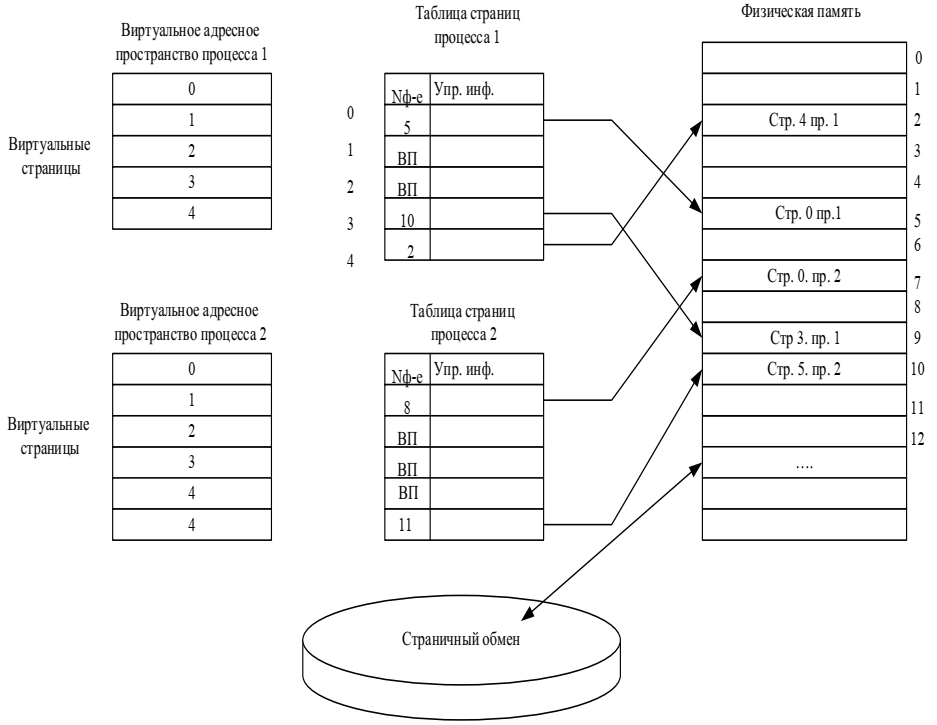 Виртуальное адресное
пространство процесса 1
0
1
2
3
4
Виртуальные
страницы
Таблица страниц
процесса 1
Nф-е
Упр. инф.
0
5
1
ВП
2
ВП
3
10
4
2
Физическая память
0
1
Стр. 4 пр. 1
2
3
4
Стр. 0 пр.1
5
6
Стр. 0. пр. 2
7
8
Стр 3. пр. 1
9
Стр. 5. пр. 2
10
11
12
….
Виртуальное адресное
пространство процесса 2
0
1
2
3
4
4
Виртуальные
страницы
Таблица страниц
процесса 2
Nф-е
Упр. инф.
8
ВП
ВП
ВП
11
Страничный обмен